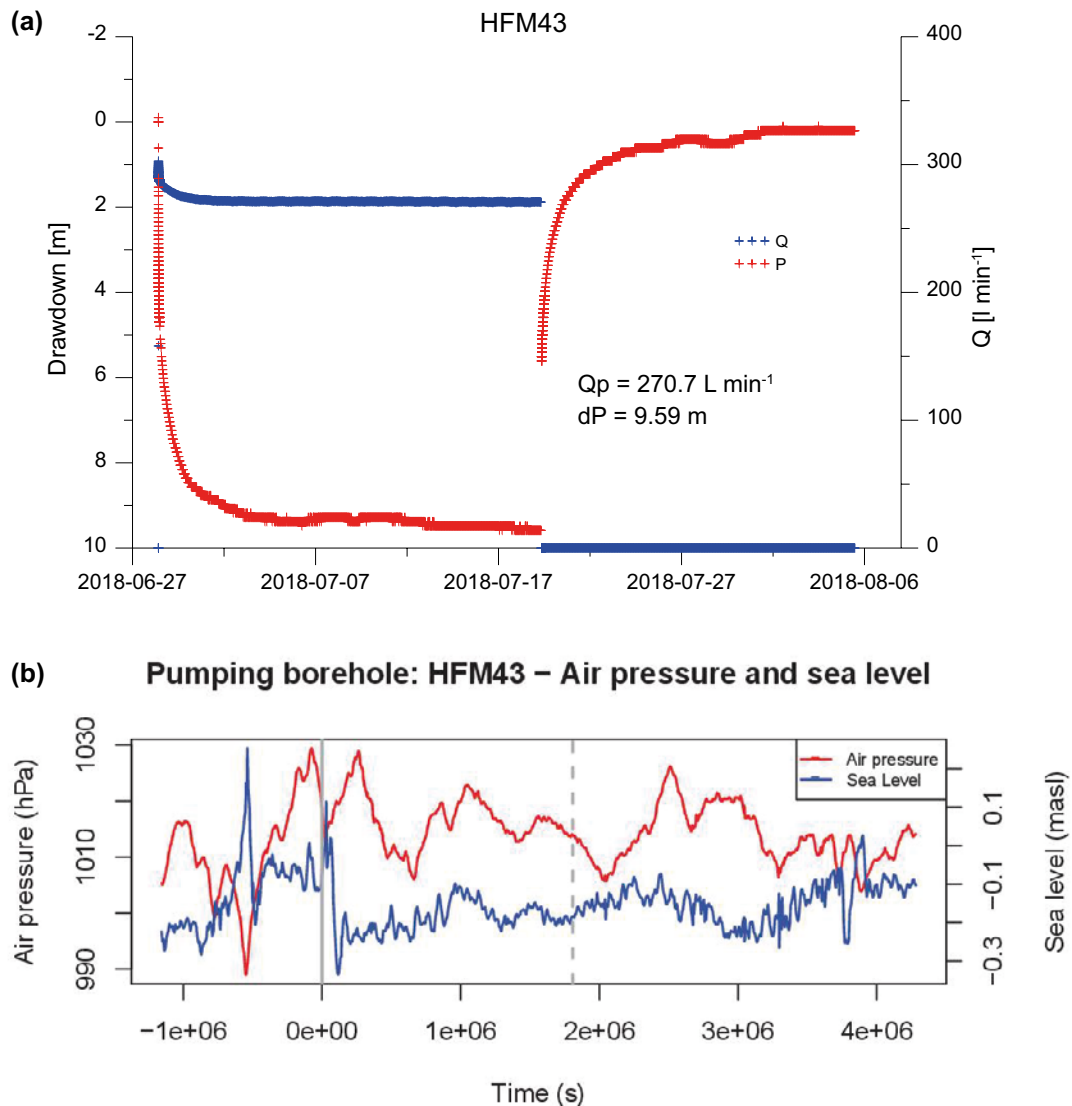 (a)
HFM43
-2
0
2
4
6
8
10
Drawdown [m]
400
300
200
100
0
Q [l min⁻¹]
Q
P
Qp = 270.7 L min⁻¹
dP = 9.59 m
2018-06-27 2018-07-07 2018-07-17 2018-07-27 2018-08-06
(b)
Pumping borehole: HFM43 − Air pressure and sea level
1030
1010
990
Air pressure (hPa)
Air pressure
Sea Level
0.1
−0.1
−0.3
Sea level (masl)
−1e+06 0e+00 1e+06 2e+06 3e+06 4e+06
Time (s)